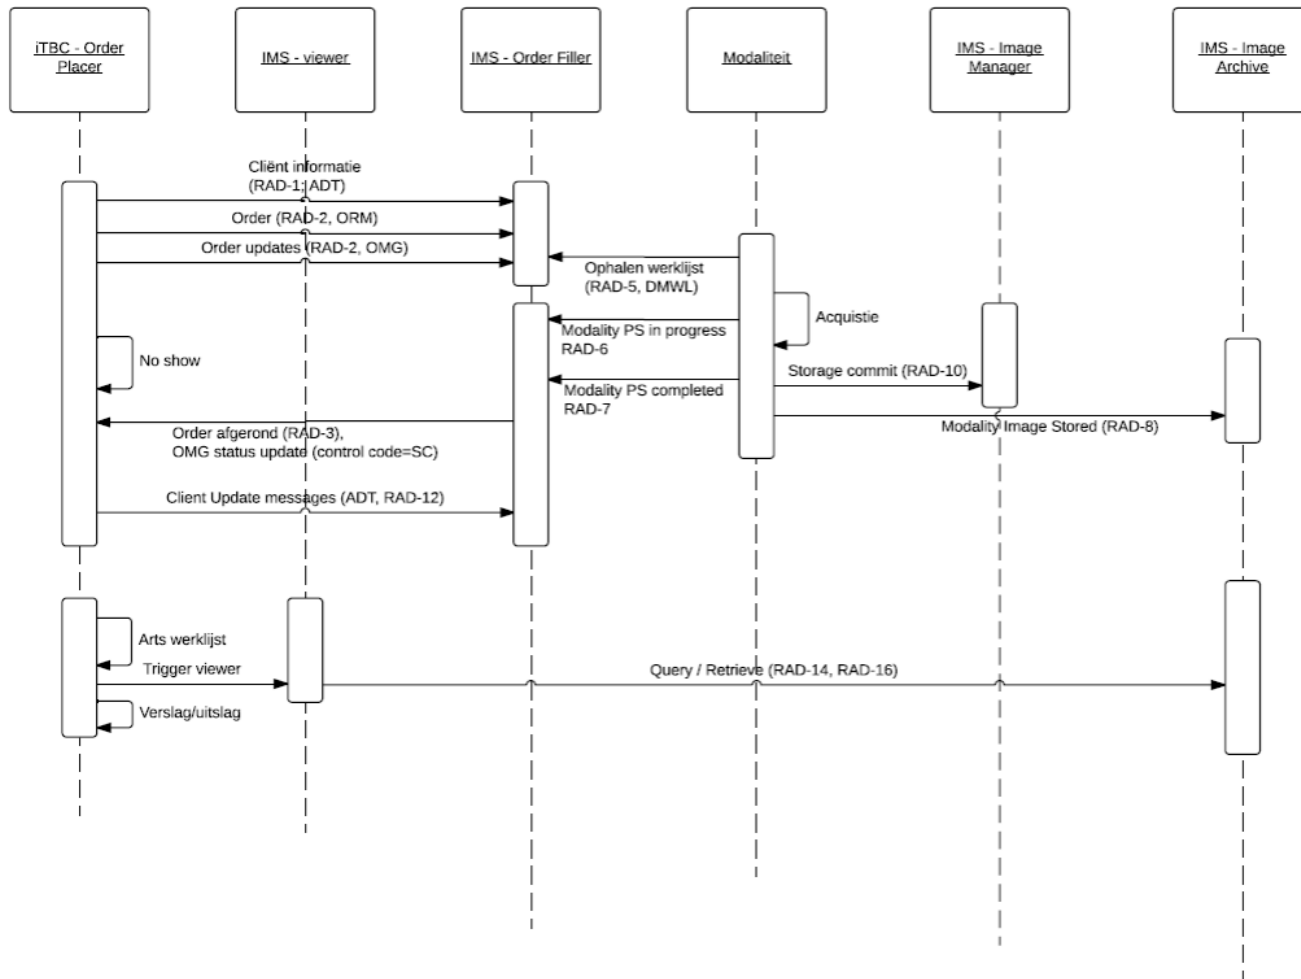 iTBC - Order
Placer
IMS - viewer
IMS - Order Filler
Modaliteit
IMS - Image
Manager
IMS - Image
Archive
Cliënt informatie
(RAD-1; ADT)
Order (RAD-2, ORM)
Order updates (RAD-2, OMG)
Ophalen werklijst
(RAD-5, DMWL)
Acquistie
Modality PS in progress
RAD-6
No show
Storage commit (RAD-10)
Modality PS completed
RAD-7
Modality Image Stored (RAD-8)
Order afgerond (RAD-3),
OMG status update (control code=SC)
Client Update messages (ADT, RAD-12)
Arts werklijst
Trigger viewer
Query / Retrieve (RAD-14, RAD-16)
Verslag/uitslag